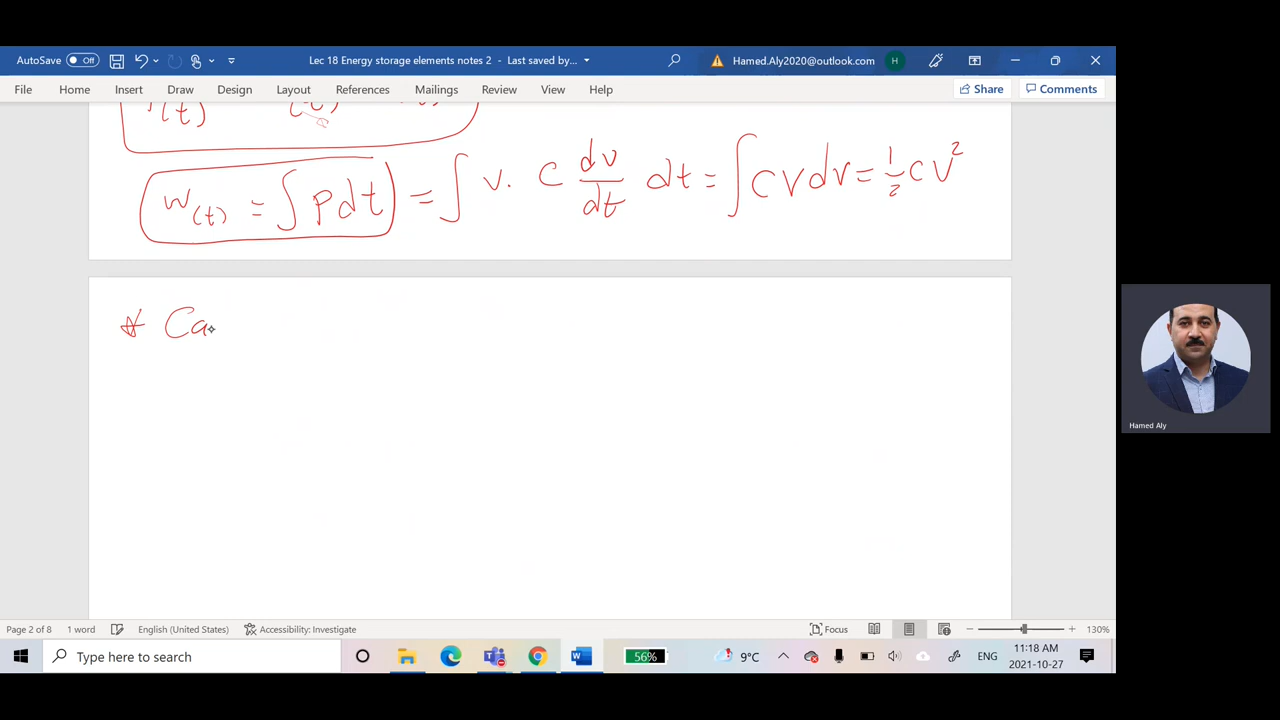 AutoSave Off Lec 18 Energy storage elements notes 2 - Last saved by... Hamed.Aly2020@outlook.com H
File Home Insert Draw Design Layout References Mailings Review View Help Share Comments
(t)
w(t) = ∫ P dt = ∫ v. C dv/dt dt = ∫ C V dV = 1/2 C V²
* Ca
Hamed Aly
Page 2 of 8 1 word English (United States) Accessibility: Investigate Focus 130%
Type here to search 56% 9°C ENG 11:18 AM
2021-10-27